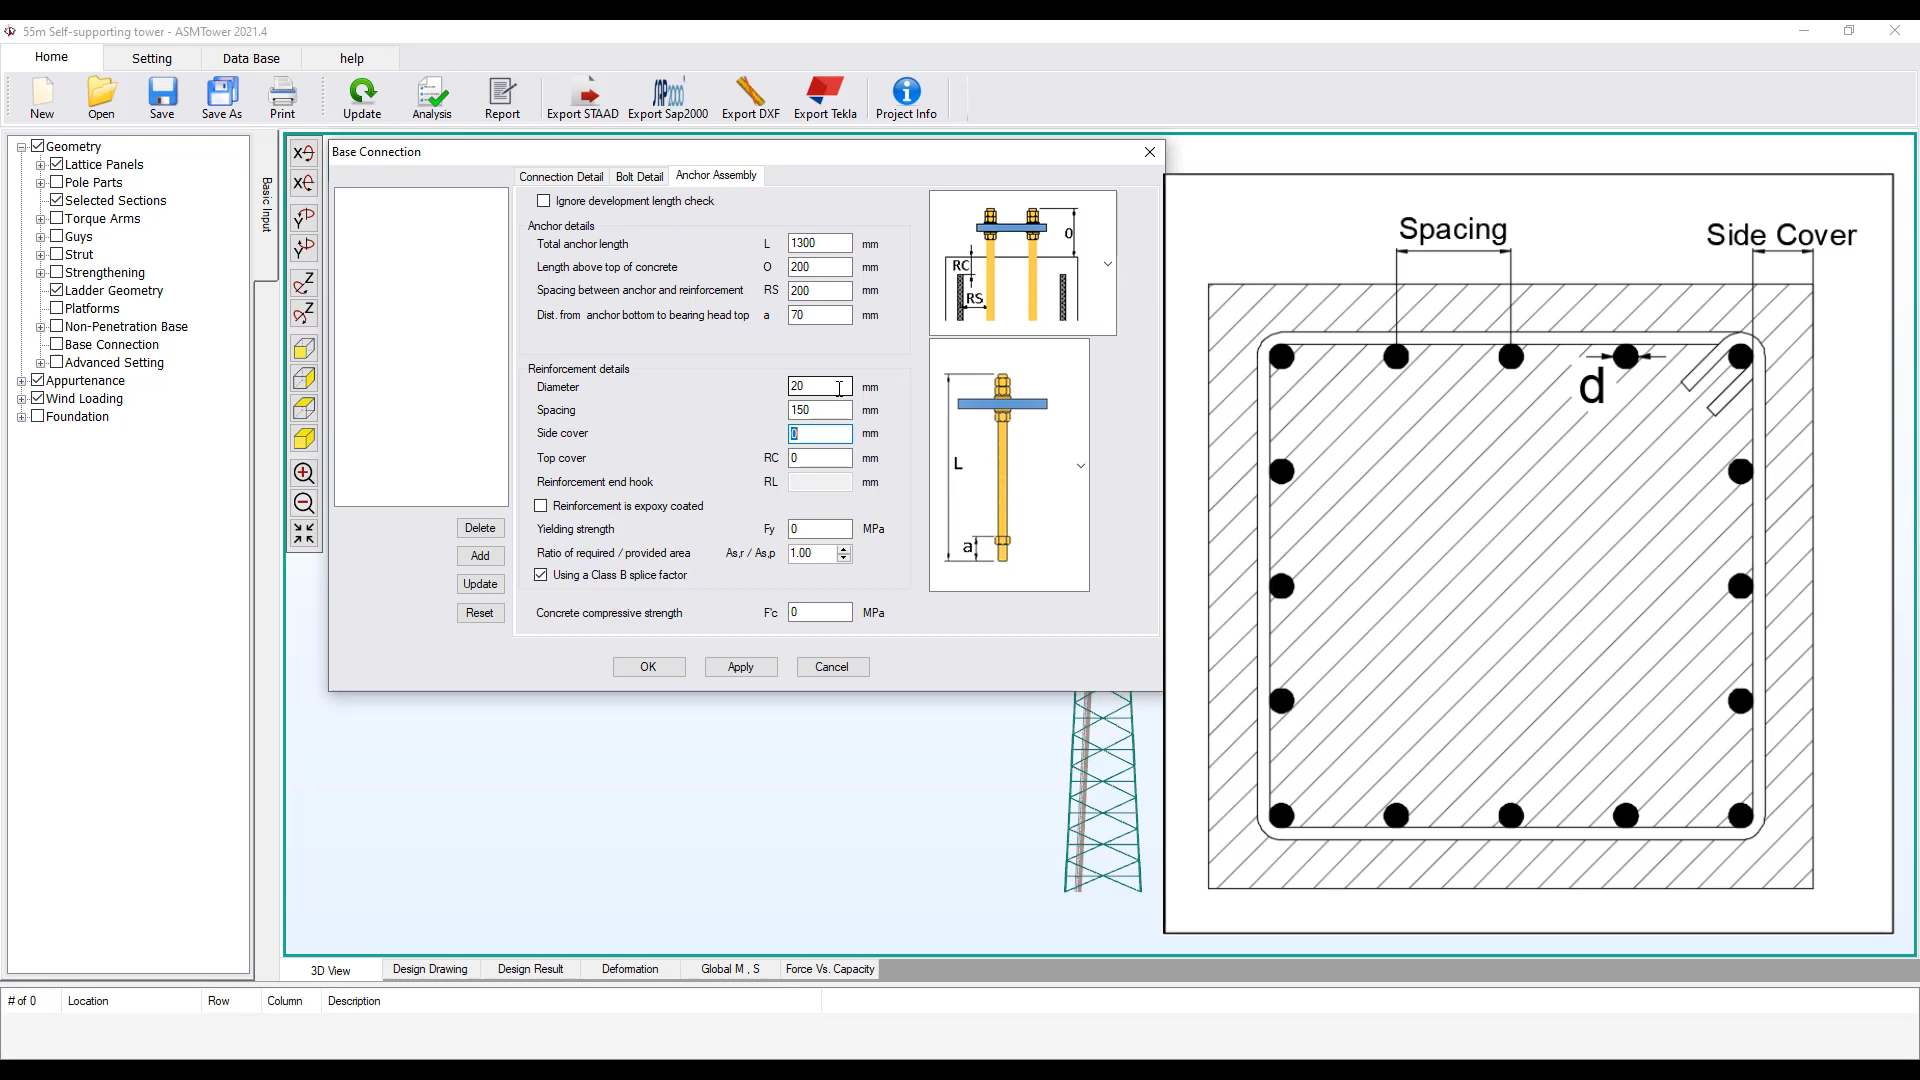 55m Self-supporting tower - ASMTower 2021.4
Home Setting Data Base help
New Open Save Save As Print Update Analysis Report Export STAAD Export Sap2000 Export DXF Export Tekla Project Info
SAP2000
Geometry
Lattice Panels
Pole Parts
Selected Sections
Torque Arms
Guys
Strut
Strengthening
Ladder Geometry
Platforms
Non-Penetration Base
Base Connection
Advanced Setting
Appurtenance
Wind Loading
Foundation
Basic Input
X
X
Y
Y
Z
Z
Base Connection
Connection Detail Bolt Detail Anchor Assembly
Ignore development length check
Anchor details
Total anchor length L 1300 mm
Length above top of concrete O 200 mm
Spacing between anchor and reinforcement RS 200 mm
Dist. from anchor bottom to bearing head top a 70 mm
Reinforcement details
Diameter 20 mm
Spacing 150 mm
Side cover 0 mm
Top cover RC 0 mm
Reinforcement end hook RL mm
Reinforcement is expoxy coated
Yielding strength Fy 0 MPa
Ratio of required / provided area As,r / As,p 1.00
Using a Class B splice factor
Concrete compressive strength F'c 0 MPa
Delete
Add
Update
Reset
OK Apply Cancel
O
RC
RS
L
a
Spacing
Side Cover
d
3D View Design Drawing Design Result Deformation Global M , S Force Vs. Capacity
# of 0 Location Row Column Description